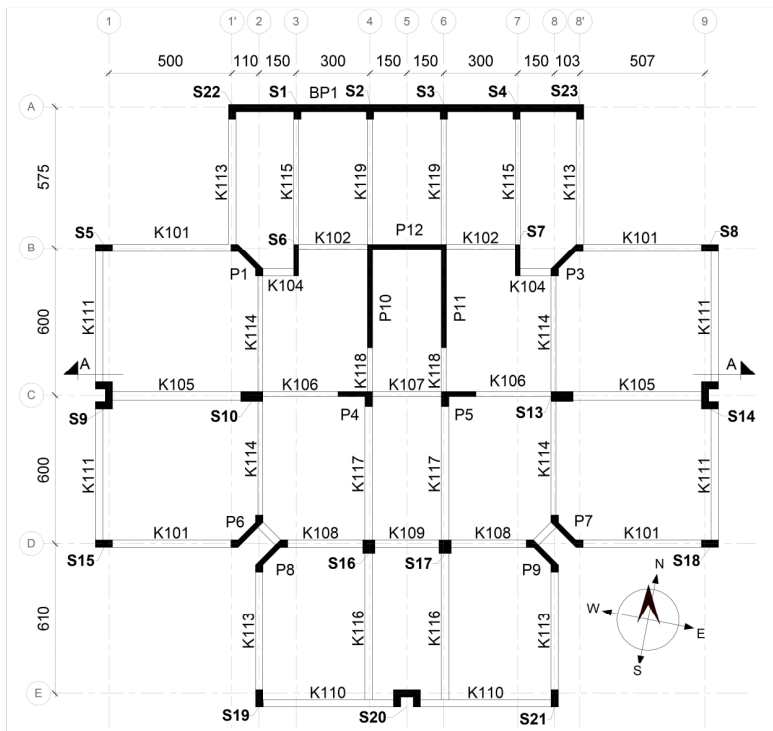 1 1' 2 3 4 5 6 7 8 8' 9
500 110 150 300 150 150 300 150 103 507
S22 S1 BP1 S2 S3 S4 S23
A
575
K113 K115 K119 K119 K115 K113
S5 K101 S6 K102 P12 K102 S7 K101 S8
B
P1 K104 K104 P3
600
K111 K114 P10 P11 K114 K111
K118 K118
A A
K105 K106 K107 K106 K105
C
S9 S10 P4 P5 S13 S14
600
K111 K114 K117 K117 K114 K111
K101 P6 K108 K109 K108 P7 K101
D
S15 P8 S16 S17 P9 S18
610
K113 K116 K116 K113
N
W E
S
K110 K110
E
S19 S20 S21